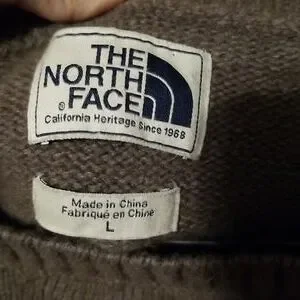 THE
NORTH
FACE
®
California Heritage Since 1968
Made in China
Fabriqué en Chine
L